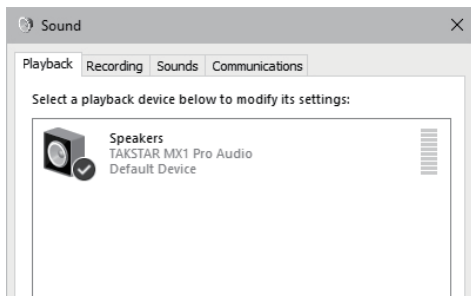 Sound
Playback Recording Sounds Communications
Select a playback device below to modify its settings:
Speakers
TAKSTAR MX1 Pro Audio
Default Device